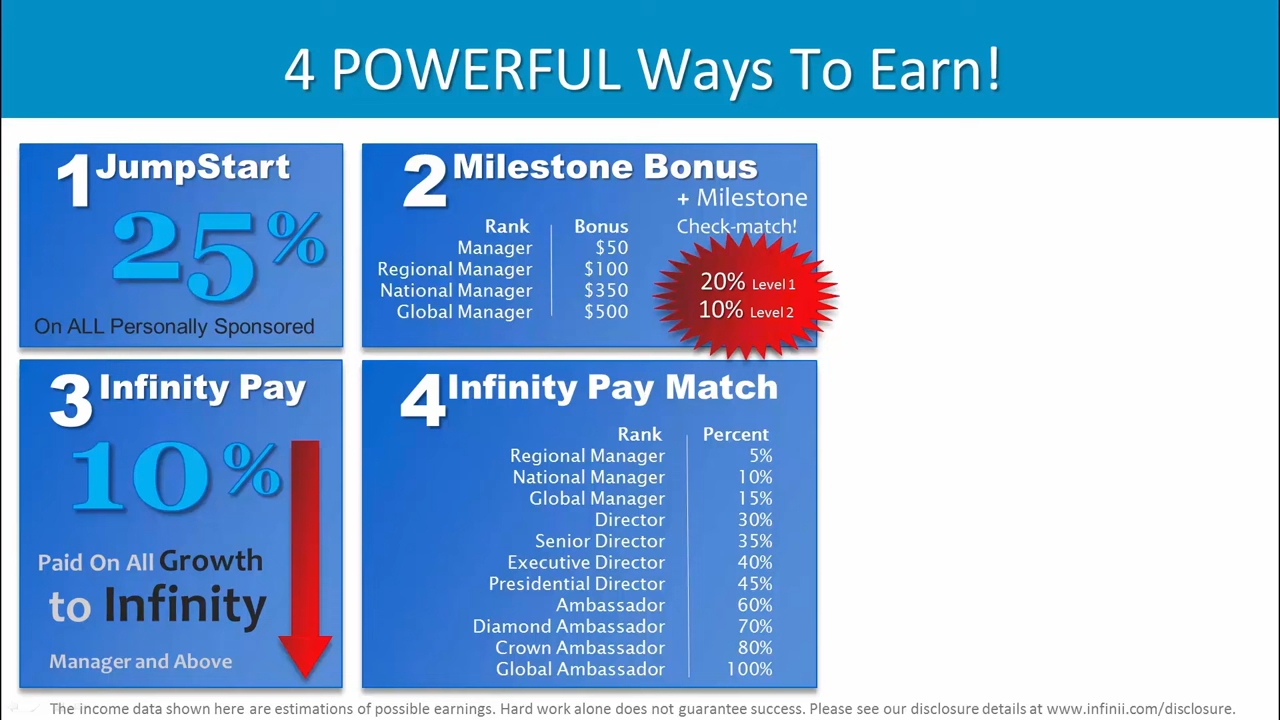 4 POWERFUL Ways To Earn!
1 JumpStart
25%
On ALL Personally Sponsored
2 Milestone Bonus
+ Milestone
Check-match!
Rank Bonus
Manager $50
Regional Manager $100
National Manager $350
Global Manager $500
20% Level 1
10% Level 2
3 Infinity Pay
10%
Paid On All Growth
to Infinity
Manager and Above
4 Infinity Pay Match
Rank Percent
Regional Manager 5%
National Manager 10%
Global Manager 15%
Director 30%
Senior Director 35%
Executive Director 40%
Presidential Director 45%
Ambassador 60%
Diamond Ambassador 70%
Crown Ambassador 80%
Global Ambassador 100%
The income data shown here are estimations of possible earnings. Hard work alone does not guarantee success. Please see our disclosure details at www.infinii.com/disclosure.